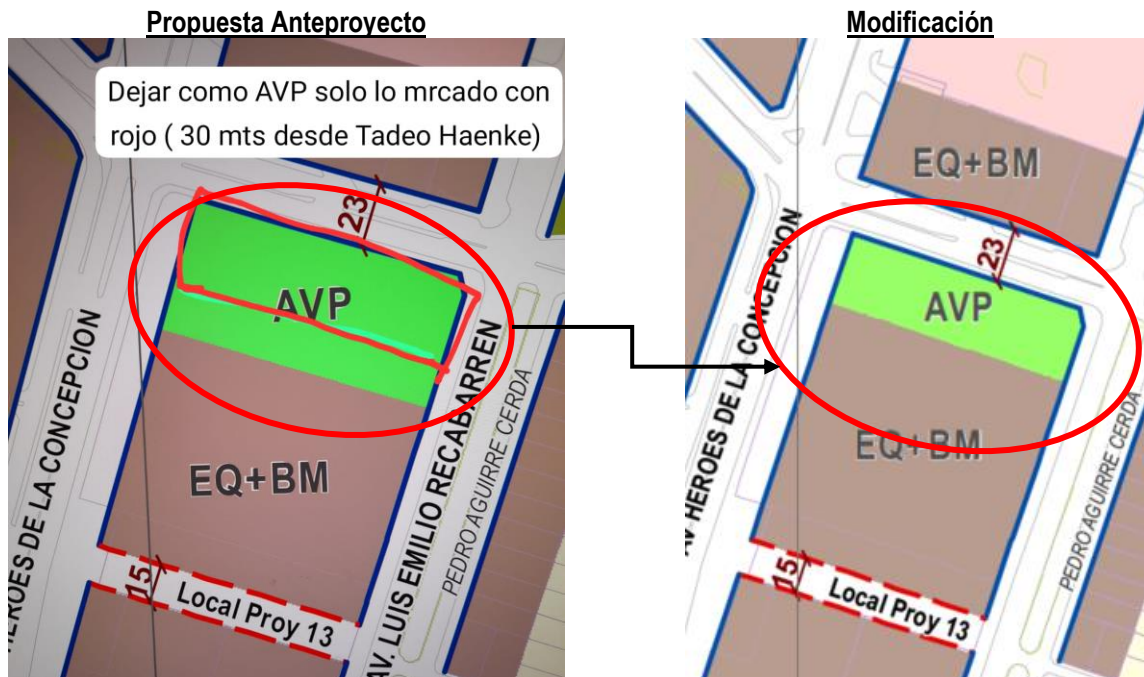 Propuesta Anteproyecto
Modificación
Dejar como AVP solo lo mrcado con
rojo ( 30 mts desde Tadeo Haenke)
23
AVP
EQ+BM
HEROES DE LA CONCEPCION
AV. LUIS EMILIO RECABARREN
PEDRO AGUIRRE CERDA
15
Local Proy 13
EQ+BM
23
AVP
EQ+BM
AV HEROES DE LA CONCEPCION
PEDRO AGUIRRE CERDA
15
Local Proy 13